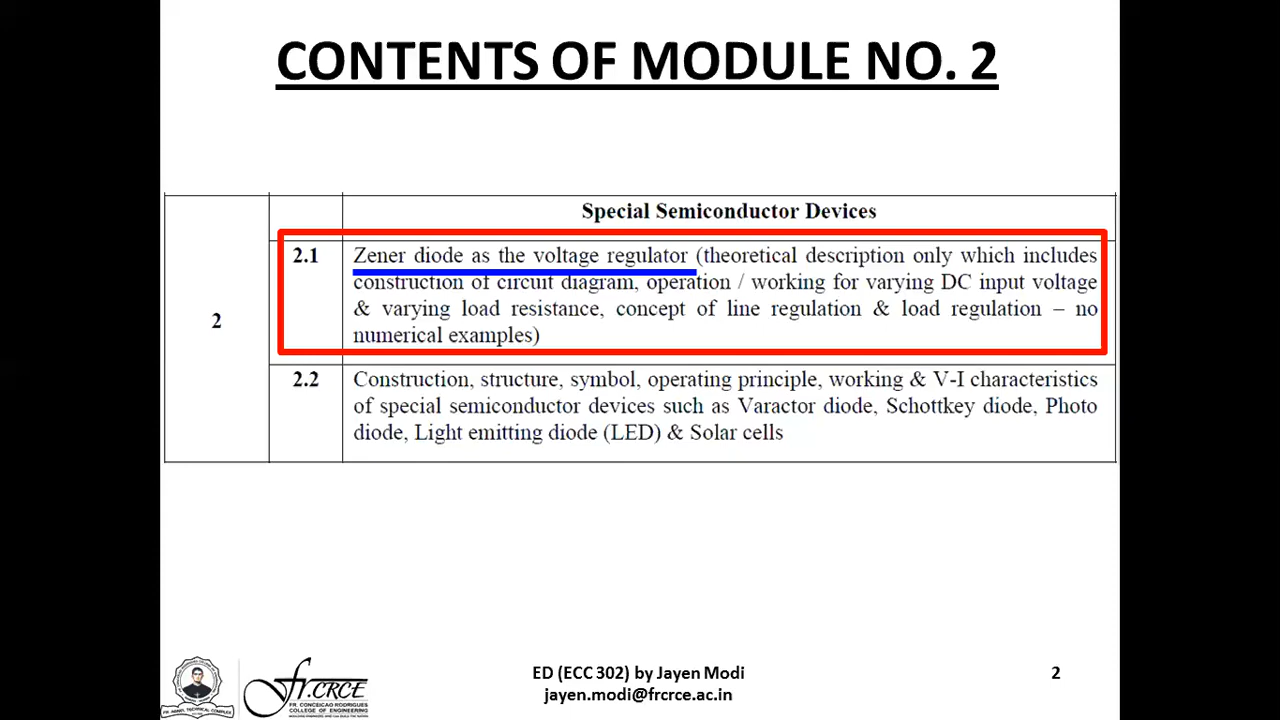 CONTENTS OF MODULE NO. 2
Special Semiconductor Devices
2
2.1
Zener diode as the voltage regulator (theoretical description only which includes
construction of circuit diagram, operation / working for varying DC input voltage
& varying load resistance, concept of line regulation & load regulation – no
numerical examples)
2.2
Construction, structure, symbol, operating principle, working & V-I characteristics
of special semiconductor devices such as Varactor diode, Schottkey diode, Photo
diode, Light emitting diode (LED) & Solar cells
Fr. CRCE
FR. CONCEICAO RODRIGUES
COLLEGE OF ENGINEERING
ED (ECC 302) by Jayen Modi
jayen.modi@frcrce.ac.in
2